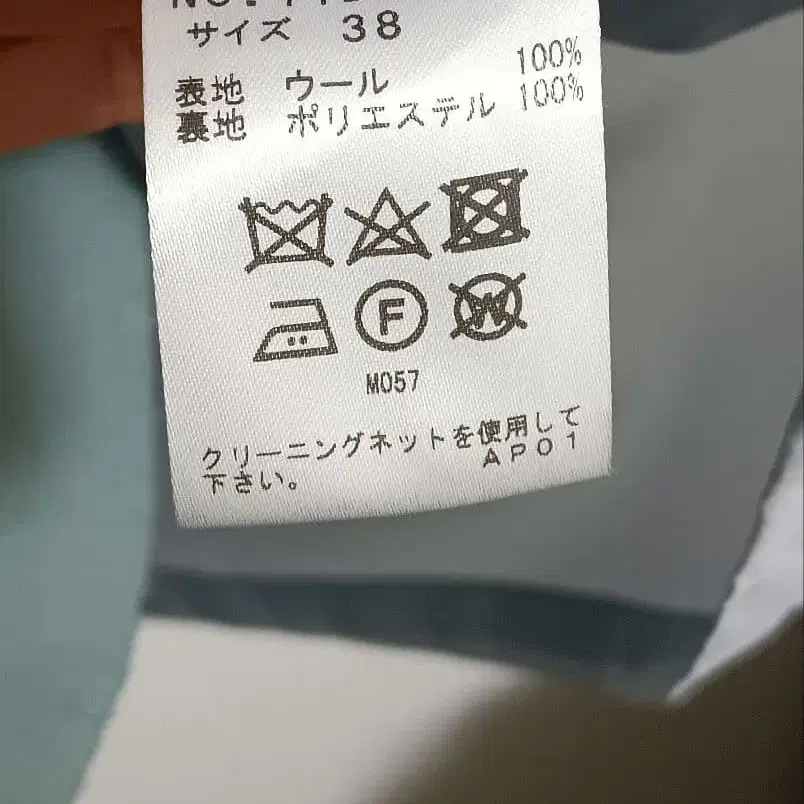 サイズ 38
表地 ウール 100%
裏地 ポリエステル 100%
F
W
M057
クリーニングネットを使用して
下さい。 AP01